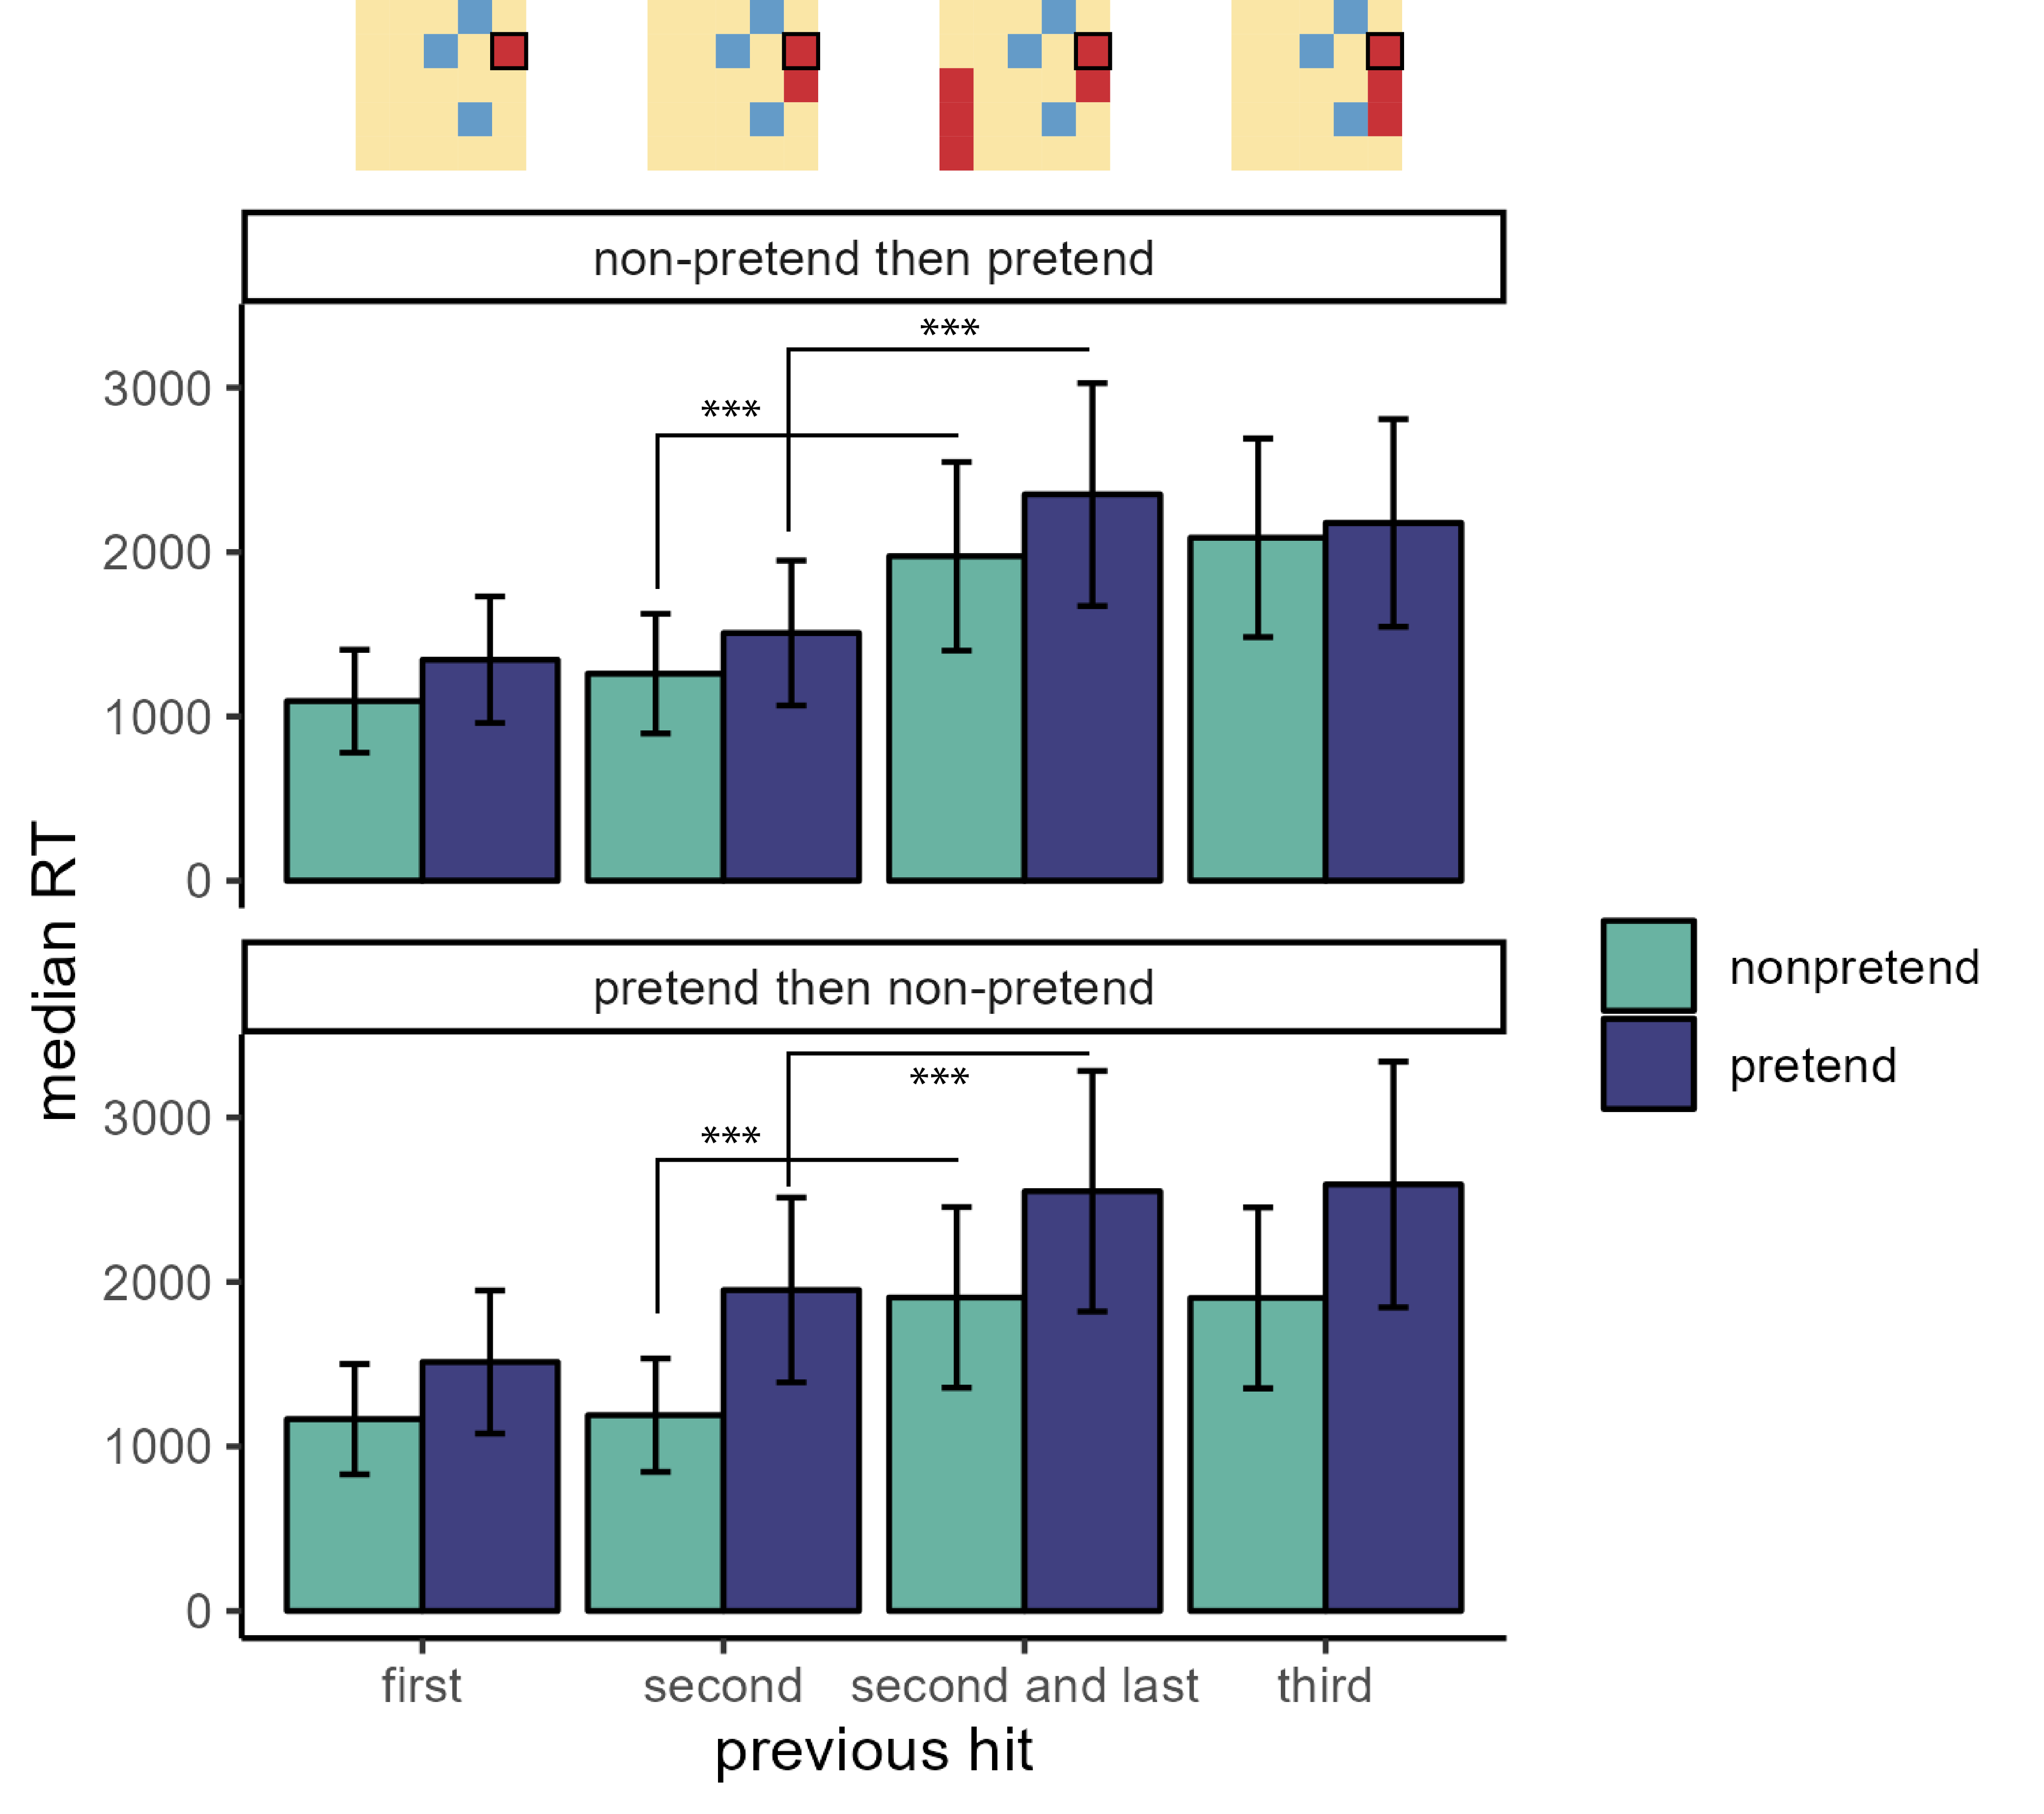 non-pretend then pretend
***
***
3000
2000
1000
0
median RT
pretend then non-pretend
***
***
3000
2000
1000
0
first second second and last third
previous hit
nonpretend
pretend